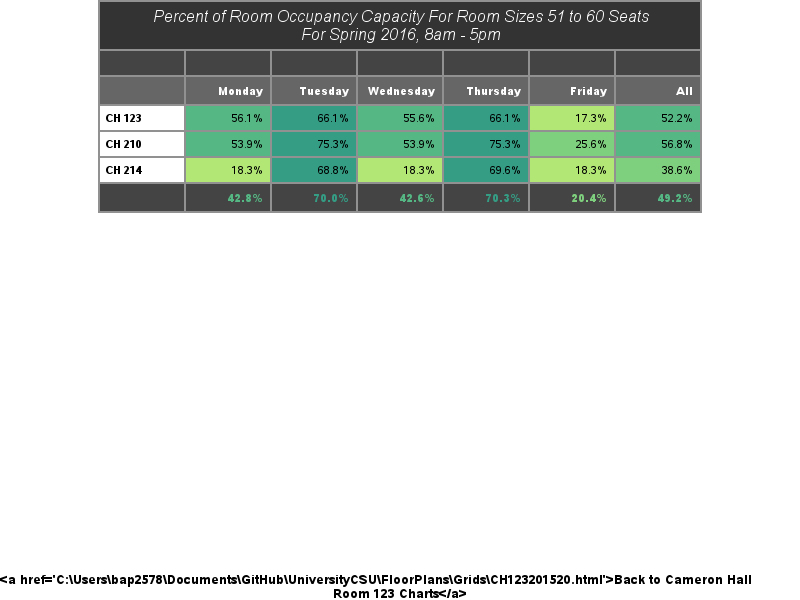 Percent of Room Occupancy Capacity For Room Sizes 51 to 60 Seats
For Spring 2016, 8am - 5pm
Monday Tuesday Wednesday Thursday Friday All
CH 123 56.1% 66.1% 55.6% 66.1% 17.3% 52.2%
CH 210 53.9% 75.3% 53.9% 75.3% 25.6% 56.8%
CH 214 18.3% 68.8% 18.3% 69.6% 18.3% 38.6%
42.8% 70.0% 42.6% 70.3% 20.4% 49.2%
<a href='C:\Users\bap2578\Documents\GitHub\UniversityCSU\FloorPlans\Grids\CH123201520.html'>Back to Cameron Hall
Room 123 Charts</a>